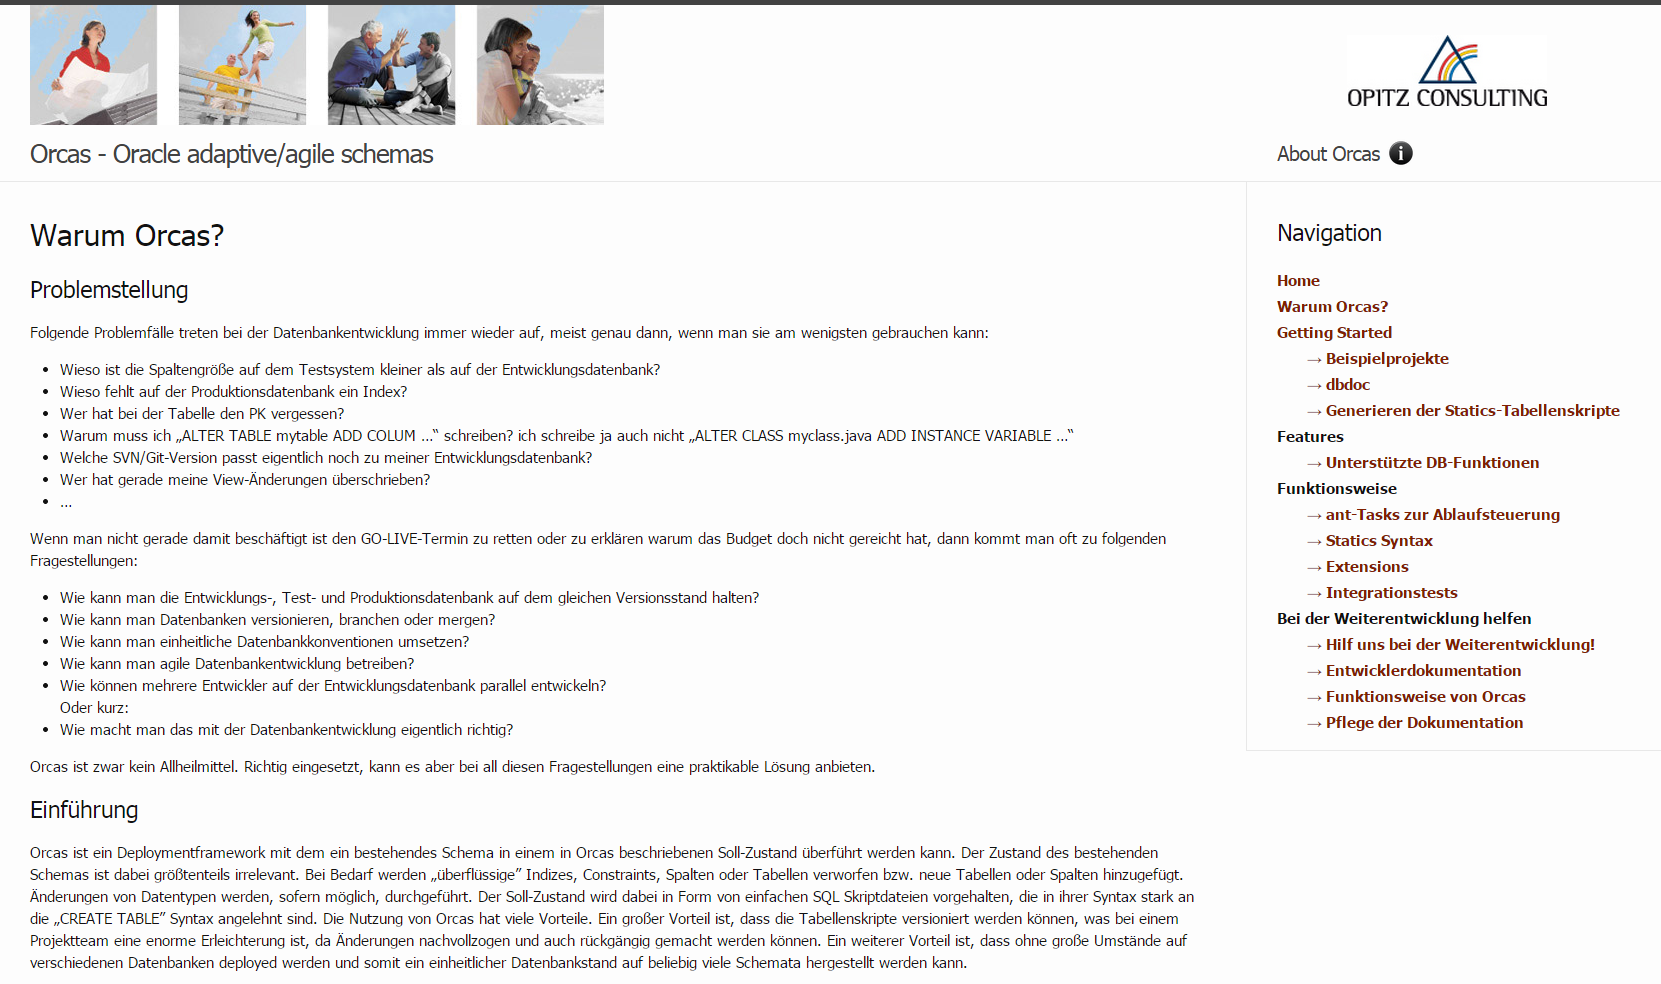 OPITZ CONSULTING
Orcas - Oracle adaptive/agile schemas
About Orcas i
Warum Orcas?
Problemstellung
Folgende Problemfälle treten bei der Datenbankentwicklung immer wieder auf, meist genau dann, wenn man sie am wenigsten gebrauchen kann:
• Wieso ist die Spaltengröße auf dem Testsystem kleiner als auf der Entwicklungsdatenbank?
• Wieso fehlt auf der Produktionsdatenbank ein Index?
• Wer hat bei der Tabelle den PK vergessen?
• Warum muss ich „ALTER TABLE mytable ADD COLUM …“ schreiben? ich schreibe ja auch nicht „ALTER CLASS myclass.java ADD INSTANCE VARIABLE …“
• Welche SVN/Git-Version passt eigentlich noch zu meiner Entwicklungsdatenbank?
• Wer hat gerade meine View-Änderungen überschrieben?
• …
Wenn man nicht gerade damit beschäftigt ist den GO-LIVE-Termin zu retten oder zu erklären warum das Budget doch nicht gereicht hat, dann kommt man oft zu folgenden
Fragestellungen:
• Wie kann man die Entwicklungs-, Test- und Produktionsdatenbank auf dem gleichen Versionsstand halten?
• Wie kann man Datenbanken versionieren, branchen oder mergen?
• Wie kann man einheitliche Datenbankkonventionen umsetzen?
• Wie kann man agile Datenbankentwicklung betreiben?
• Wie können mehrere Entwickler auf der Entwicklungsdatenbank parallel entwickeln?
Oder kurz:
• Wie macht man das mit der Datenbankentwicklung eigentlich richtig?
Orcas ist zwar kein Allheilmittel. Richtig eingesetzt, kann es aber bei all diesen Fragestellungen eine praktikable Lösung anbieten.
Einführung
Orcas ist ein Deploymentframework mit dem ein bestehendes Schema in einem in Orcas beschriebenen Soll-Zustand überführt werden kann. Der Zustand des bestehenden
Schemas ist dabei größtenteils irrelevant. Bei Bedarf werden „überflüssige” Indizes, Constraints, Spalten oder Tabellen verworfen bzw. neue Tabellen oder Spalten hinzugefügt.
Änderungen von Datentypen werden, sofern möglich, durchgeführt. Der Soll-Zustand wird dabei in Form von einfachen SQL Skriptdateien vorgehalten, die in ihrer Syntax stark an
die „CREATE TABLE” Syntax angelehnt sind. Die Nutzung von Orcas hat viele Vorteile. Ein großer Vorteil ist, dass die Tabellenskripte versioniert werden können, was bei einem
Projektteam eine enorme Erleichterung ist, da Änderungen nachvollzogen und auch rückgängig gemacht werden können. Ein weiterer Vorteil ist, dass ohne große Umstände auf
verschiedenen Datenbanken deployed werden und somit ein einheitlicher Datenbankstand auf beliebig viele Schemata hergestellt werden kann.
Navigation
Home
Warum Orcas?
Getting Started
→ Beispielprojekte
→ dbdoc
→ Generieren der Statics-Tabellenskripte
Features
→ Unterstützte DB-Funktionen
Funktionsweise
→ ant-Tasks zur Ablaufsteuerung
→ Statics Syntax
→ Extensions
→ Integrationstests
Bei der Weiterentwicklung helfen
→ Hilf uns bei der Weiterentwicklung!
→ Entwicklerdokumentation
→ Funktionsweise von Orcas
→ Pflege der Dokumentation